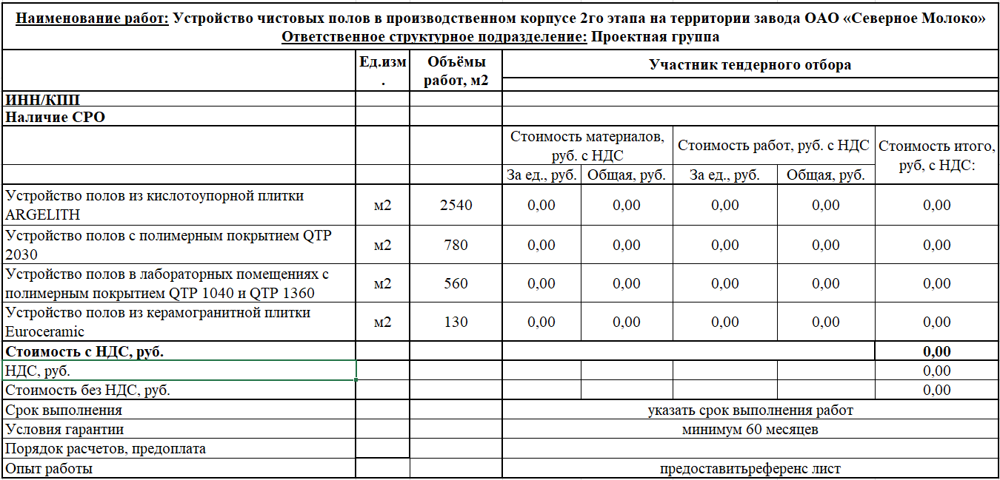 Наименование работ: Устройство чистовых полов в производственном корпусе 2го этапа на территории завода ОАО «Северное Молоко»
Ответственное структурное подразделение: Проектная группа
Ед.изм
.
Объёмы
работ, м2
Участник тендерного отбора
ИНН/КПП
Наличие СРО
Стоимость материалов,
руб. с НДС
Стоимость работ, руб. с НДС
Стоимость итого,
руб, с НДС:
За ед., руб. Общая, руб. За ед., руб. Общая, руб.
Устройство полов из кислотоупорной плитки
ARGELITH
м2 2540 0,00 0,00 0,00 0,00 0,00
Устройство полов с полимерным покрытием QTP
2030
м2 780 0,00 0,00 0,00 0,00 0,00
Устройство полов в лабораторных помещениях с
полимерным покрытием QTP 1040 и QTP 1360
м2 560 0,00 0,00 0,00 0,00 0,00
Устройство полов из керамогранитной плитки
Euroceramic
м2 130 0,00 0,00 0,00 0,00 0,00
Стоимость с НДС, руб. 0,00
НДС, руб. 0,00
Стоимость без НДС, руб. 0,00
Срок выполнения указать срок выполнения работ
Условия гарантии минимум 60 месяцев
Порядок расчетов, предоплата
Опыт работы предоставитьреференс лист